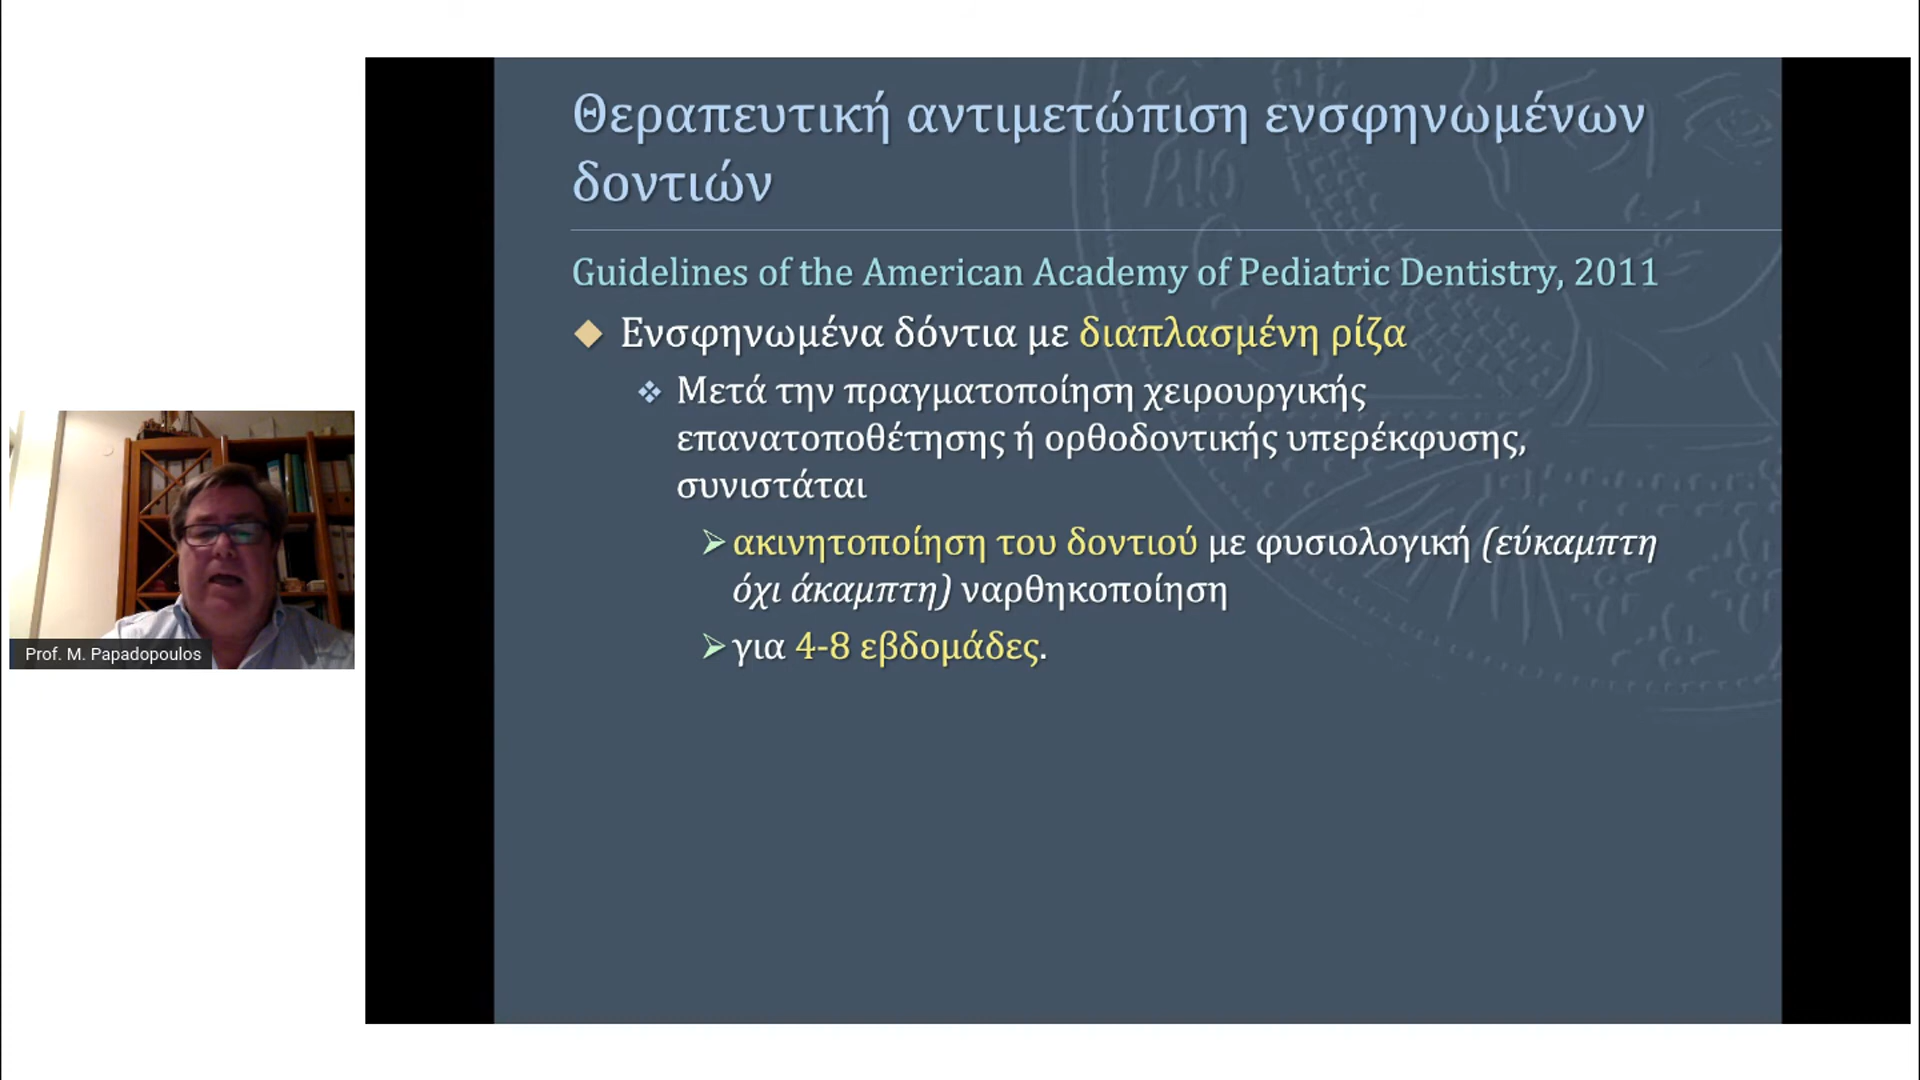 Θεραπευτική αντιμετώπιση ενσφηνωμένων
δοντιών
Guidelines of the American Academy of Pediatric Dentistry, 2011
Ενσφηνωμένα δόντια με διαπλασμένη ρίζα
Μετά την πραγματοποίηση χειρουργικής
επανατοποθέτησης ή ορθοδοντικής υπερέκφυσης,
συνιστάται
ακινητοποίηση του δοντιού με φυσιολογική (εύκαμπτη
όχι άκαμπτη) ναρθηκοποίηση
για 4-8 εβδομάδες.
Prof. M. Papadopoulos